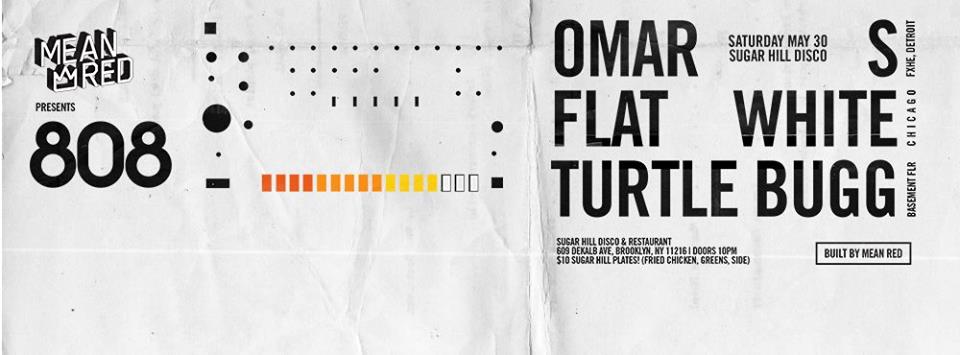 MEAN
RED
PRESENTS
808
OMAR S
SATURDAY MAY 30
SUGAR HILL DISCO
FXHE, DETROIT
FLAT WHITE
CHICAGO
TURTLE BUGG
BASEMENT FLR
SUGAR HILL DISCO & RESTAURANT
609 DEKALB AVE, BROOKLYN, NY 11216 | DOORS 10PM
$10 SUGAR HILL PLATES! (FRIED CHICKEN, GREENS, SIDE)
BUILT BY MEAN RED